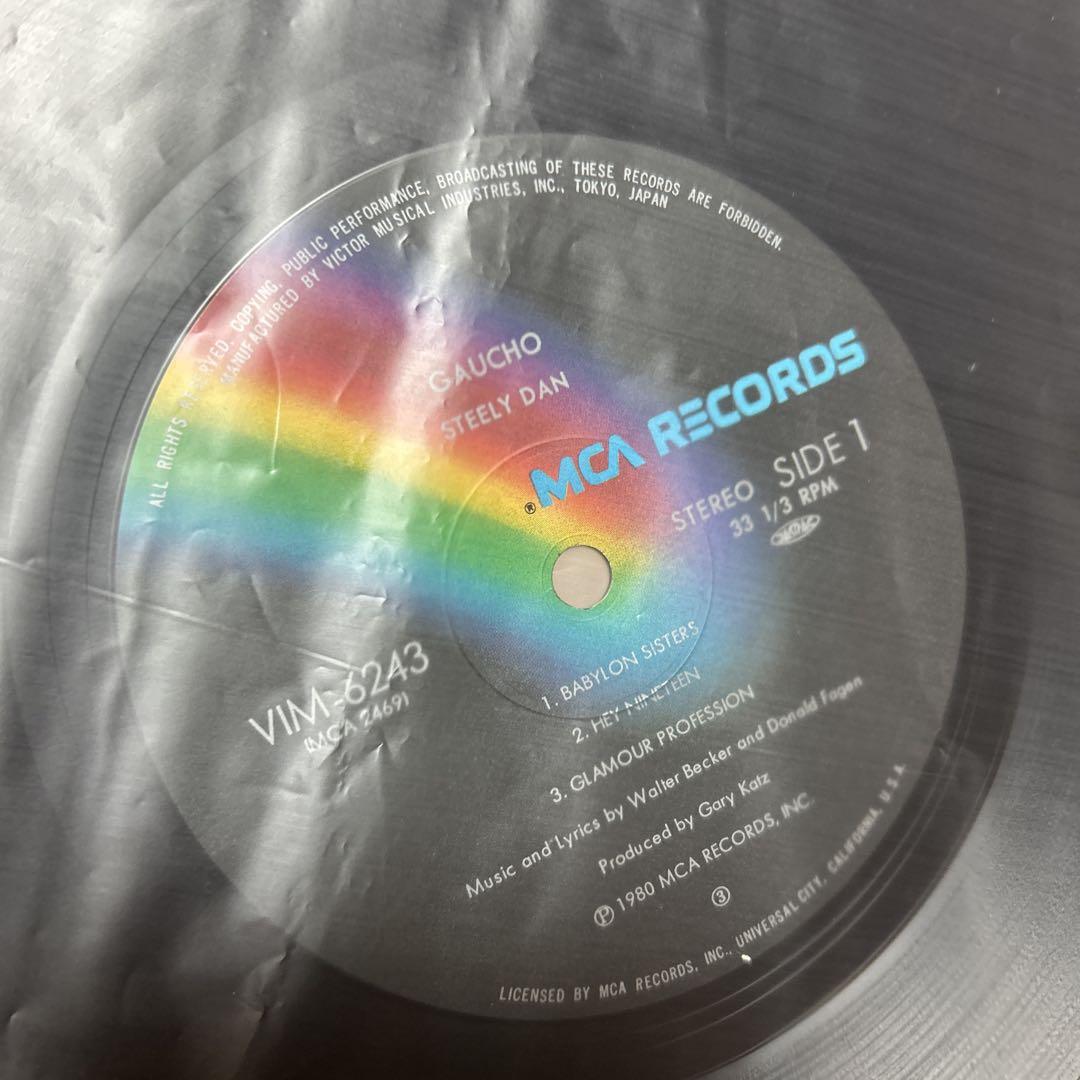 ALL RIGHTS RESERVED. COPYING, PUBLIC PERFORMANCE, BROADCASTING OF THESE RECORDS ARE FORBIDDEN.
MANUFACTURED BY VICTOR MUSICAL INDUSTRIES, INC., TOKYO, JAPAN
GAUCHO
STEELY DAN
® MCA RECORDS
STEREO SIDE 1
33 1/3 RPM
VIM-6243
(MCA 2469)
1. BABYLON SISTERS
2. HEY NINETEEN
3. GLAMOUR PROFESSION
Music and Lyrics by Walter Becker and Donald Fagen
Produced by Gary Katz
℗ 1980 MCA RECORDS, INC.
③
LICENSED BY MCA RECORDS, INC., UNIVERSAL CITY, CALIFORNIA, U.S.A.